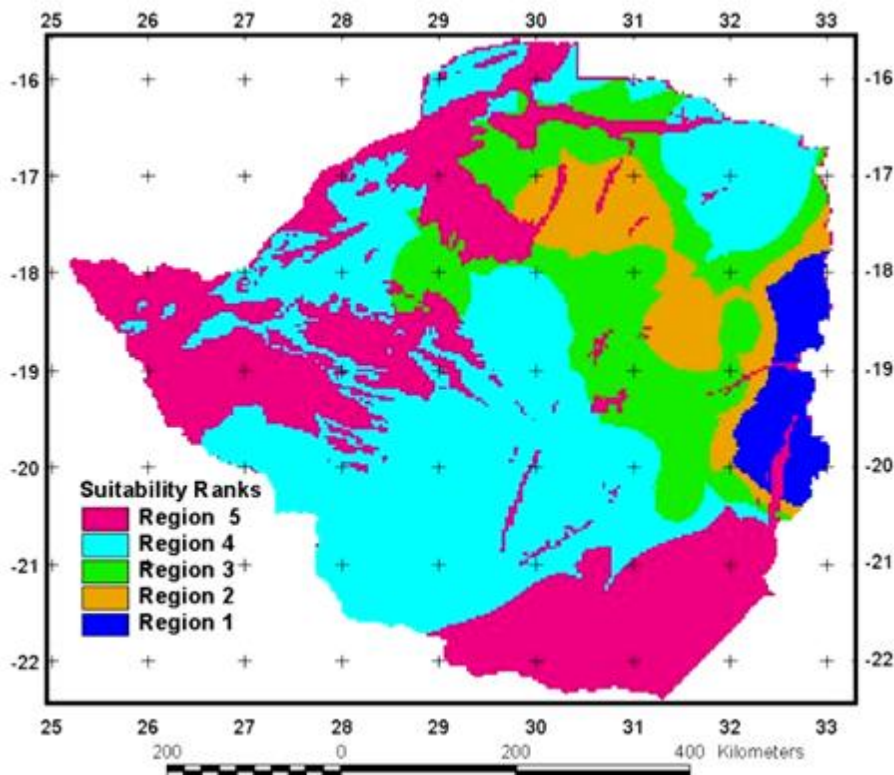 25 26 27 28 29 30 31 32 33
-16 -16
-17 -17
-18 -18
-19 -19
-20 -20
Suitability Ranks
Region 5
Region 4
-21 -21
Region 3
Region 2
Region 1
-22 -22
25 26 27 28 29 30 31 32 33
200 0 200 400 Kilometers